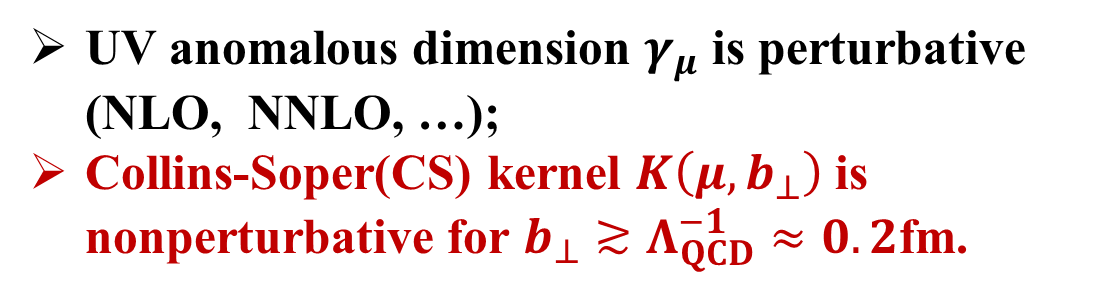 ➢ UV anomalous dimension γ_μ is perturbative
(NLO, NNLO, …);
➢ Collins-Soper(CS) kernel K(μ, b_⊥) is
nonperturbative for b_⊥ ≳ Λ_QCD^−1 ≈ 0.2fm.